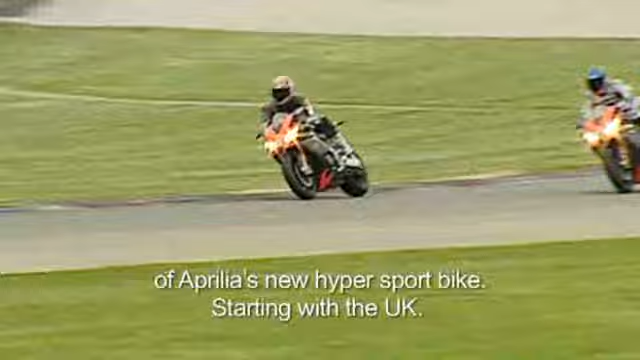 of Aprilia's new hyper sport bike.
Starting with the UK.